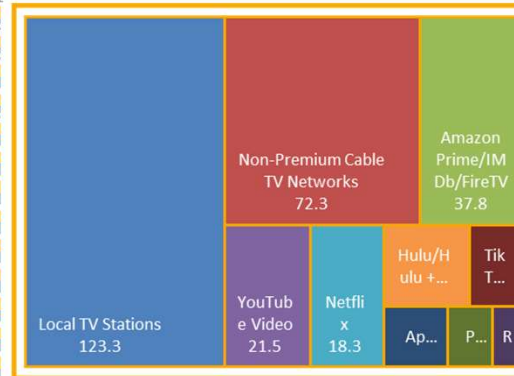 Local TV Stations
123.3
Non-Premium Cable
TV Networks
72.3
Amazon
Prime/IM
Db/FireTV
37.8
YouTub
e Video
21.5
Netfli
x
18.3
Hulu/H
ulu +...
Tik
T...
Ap...
P...
R